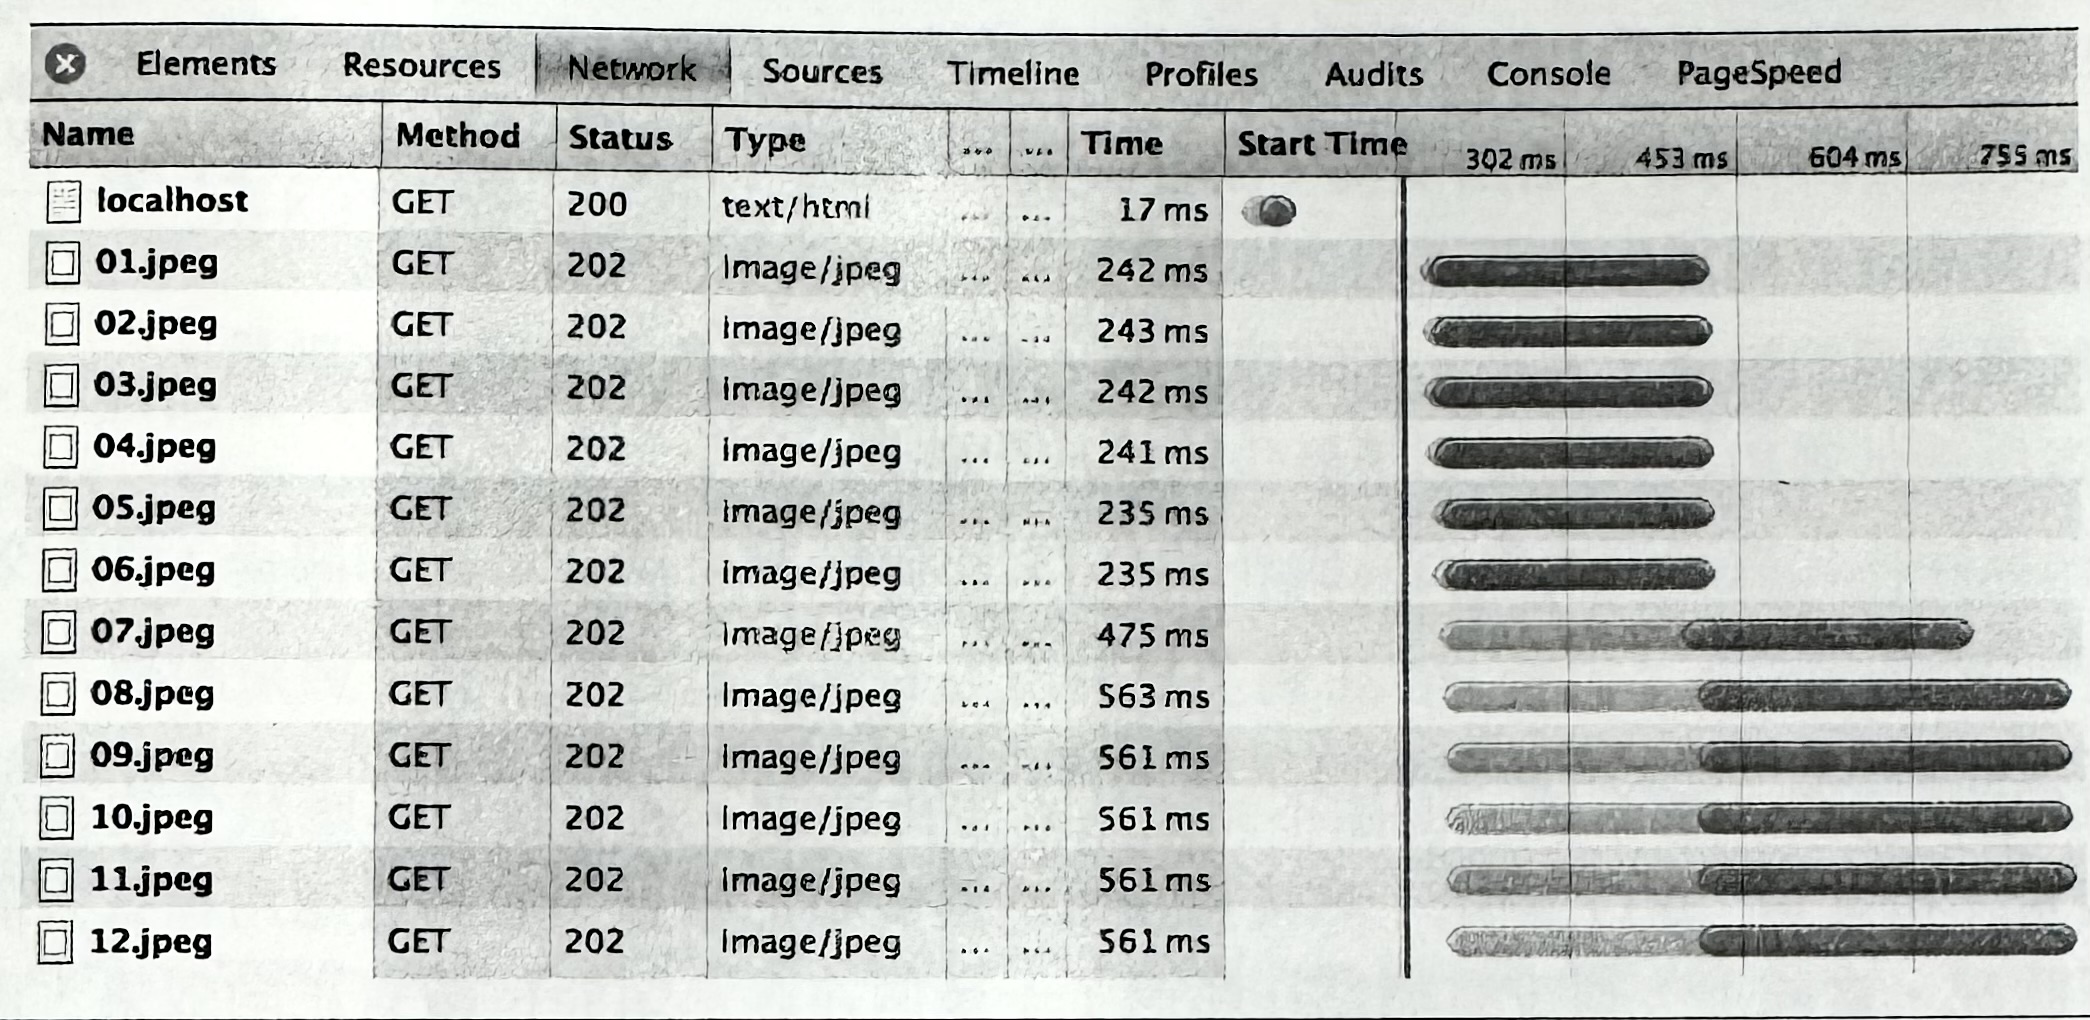 Elements Resources Network Sources Timeline Profiles Audits Console PageSpeed
Name Method Status Type ... ... Time Start Time 302 ms 453 ms 604 ms 755 ms
localhost GET 200 text/html ... ... 17 ms
01.jpeg GET 202 image/jpeg ... ... 242 ms
02.jpeg GET 202 image/jpeg ... ... 243 ms
03.jpeg GET 202 image/jpeg ... ... 242 ms
04.jpeg GET 202 image/jpeg ... ... 241 ms
05.jpeg GET 202 image/jpeg ... ... 235 ms
06.jpeg GET 202 image/jpeg ... ... 235 ms
07.jpeg GET 202 image/jpeg ... ... 475 ms
08.jpeg GET 202 image/jpeg ... ... 563 ms
09.jpeg GET 202 image/jpeg ... ... 561 ms
10.jpeg GET 202 image/jpeg ... ... 561 ms
11.jpeg GET 202 image/jpeg ... ... 561 ms
12.jpeg GET 202 image/jpeg ... ... 561 ms